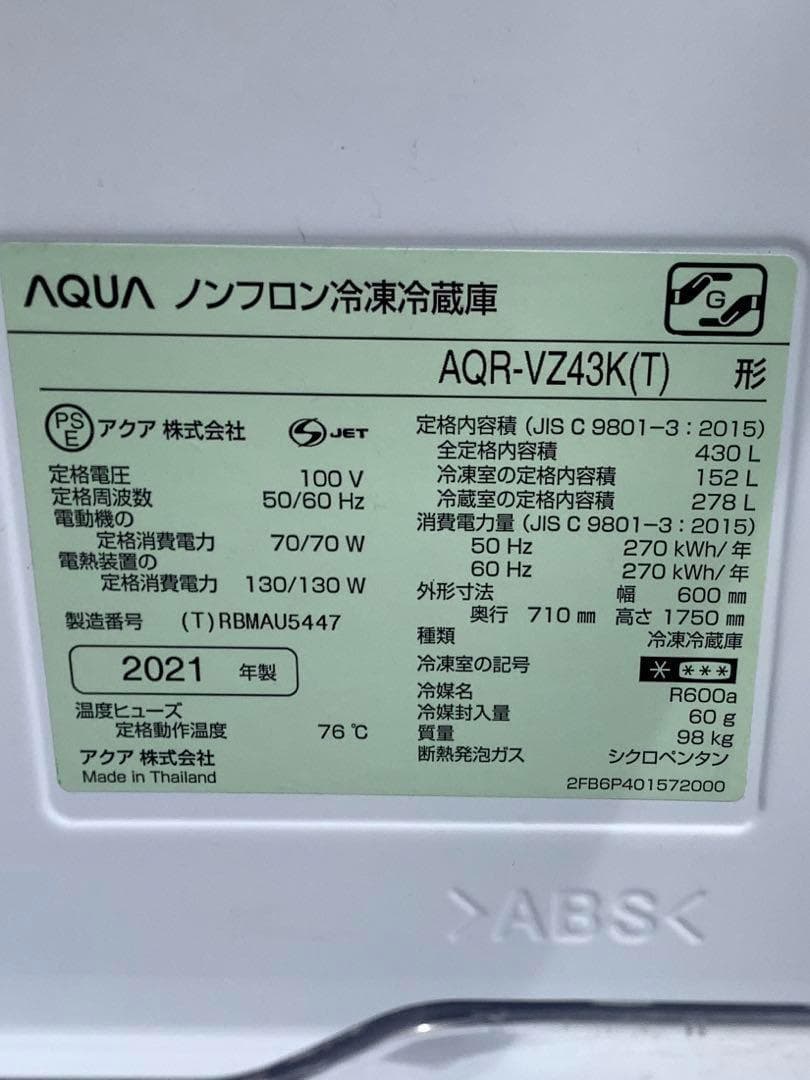 AQUA ノンフロン冷凍冷蔵庫
G
AQR-VZ43K(T) 形
PSE アクア 株式会社 S JET
定格電圧 100 V
定格周波数 50/60 Hz
電動機の
定格消費電力 70/70 W
電熱装置の
定格消費電力 130/130 W
製造番号 (T)RBMAU5447
2021 年製
温度ヒューズ
定格動作温度 76 ℃
アクア 株式会社
Made in Thailand
定格内容積 (JIS C 9801-3 : 2015)
全定格内容積 430 L
冷凍室の定格内容積 152 L
冷蔵室の定格内容積 278 L
消費電力量 (JIS C 9801-3 : 2015)
50 Hz 270 kWh/年
60 Hz 270 kWh/年
外形寸法 幅 600 mm
奥行 710 mm 高さ 1750 mm
種類 冷凍冷蔵庫
冷凍室の記号 * ***
冷媒名 R600a
冷媒封入量 60 g
質量 98 kg
断熱発泡ガス シクロペンタン
2FB6P401572000
>ABS<